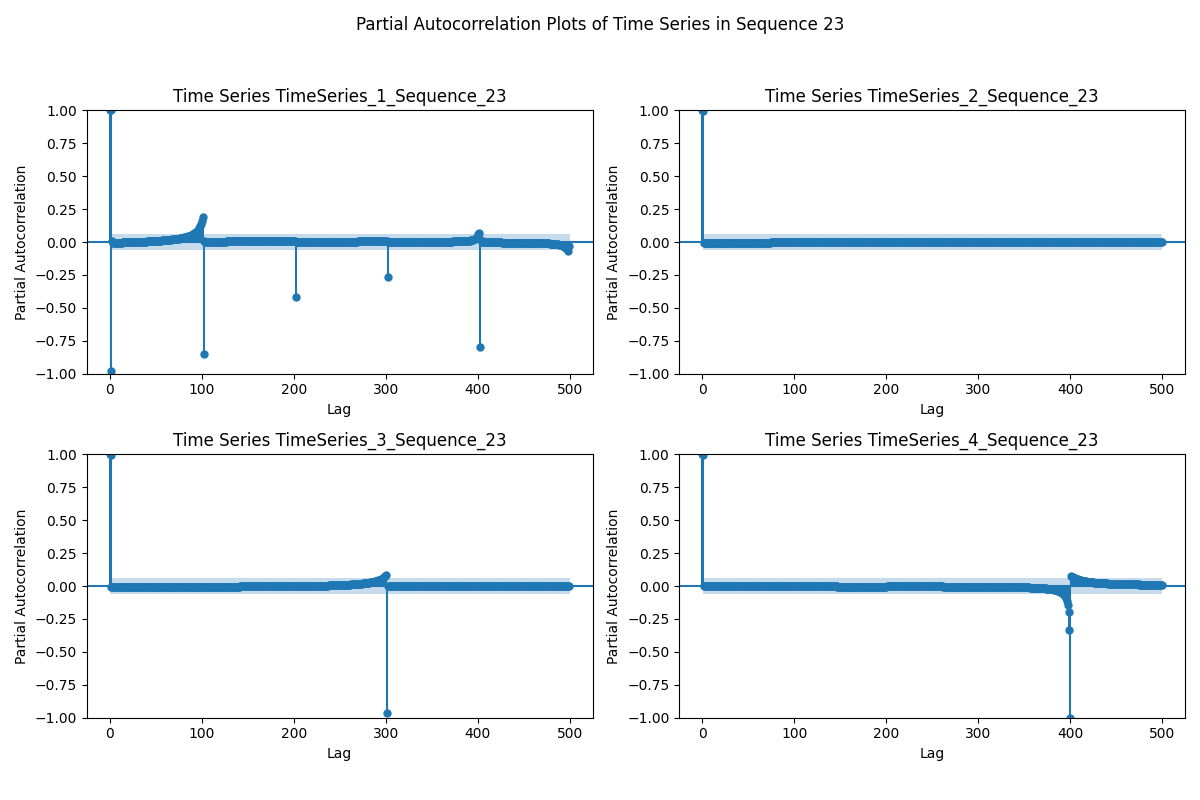 Partial Autocorrelation Plots of Time Series in Sequence 23
Time Series TimeSeries_1_Sequence_23
Partial Autocorrelation
1.00
0.75
0.50
0.25
0.00
−0.25
−0.50
−0.75
−1.00
0 100 200 300 400 500
Lag
Time Series TimeSeries_2_Sequence_23
Partial Autocorrelation
1.00
0.75
0.50
0.25
0.00
−0.25
−0.50
−0.75
−1.00
0 100 200 300 400 500
Lag
Time Series TimeSeries_3_Sequence_23
Partial Autocorrelation
1.00
0.75
0.50
0.25
0.00
−0.25
−0.50
−0.75
−1.00
0 100 200 300 400 500
Lag
Time Series TimeSeries_4_Sequence_23
Partial Autocorrelation
1.00
0.75
0.50
0.25
0.00
−0.25
−0.50
−0.75
−1.00
0 100 200 300 400 500
Lag